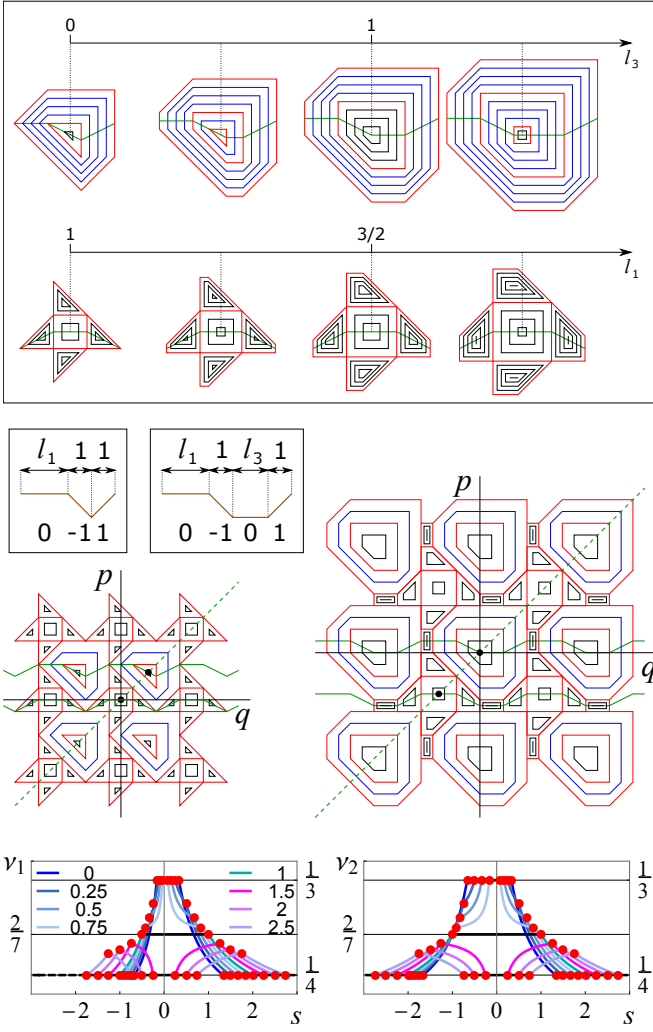 0 1
l3
1 3/2
l1
l1 1 1
0 -1 1
l1 1 l3 1
0 -1 0 1
p
q
p
q
ν1 0 1 1/3
0.25 1.5
0.5 2
0.75 2.5
2/7
1/4
−2 −1 0 1 2 s
ν2 1/3
2/7
1/4
−2 −1 0 1 2 s